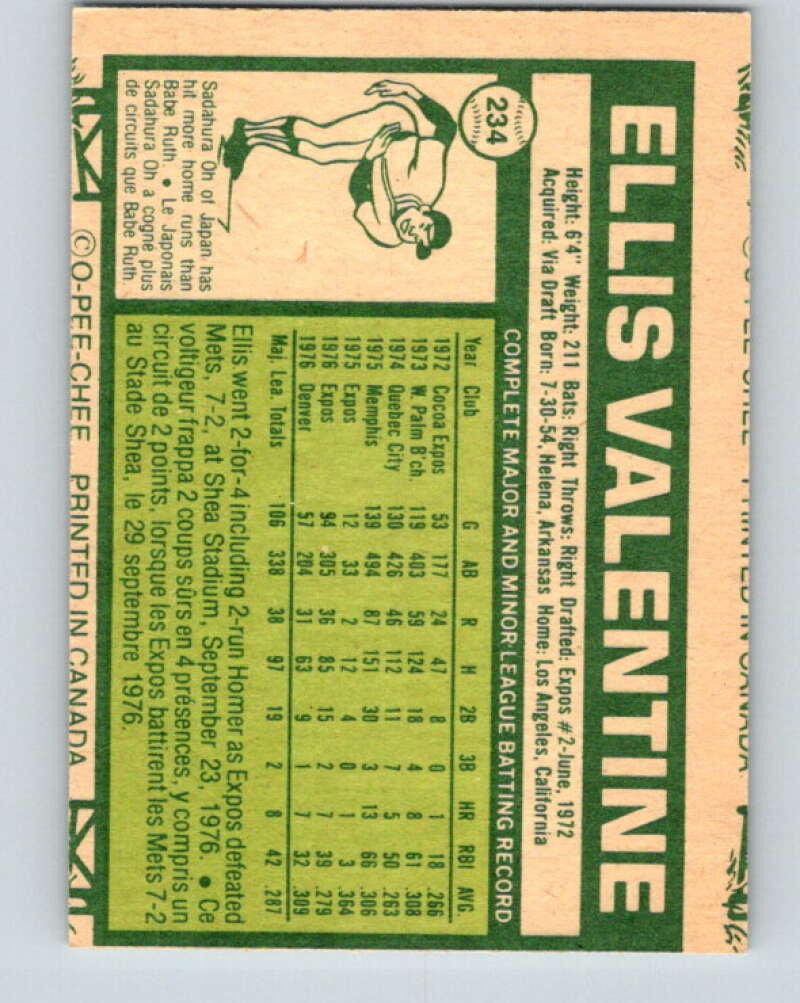 ELLIS VALENTINE
234
Height: 6'4" Weight: 211 Bats: Right Throws: Right Drafted: Expos #2-June, 1972
Acquired: Via Draft Born: 7-30-54, Helena, Arkansas Home: Los Angeles, California
COMPLETE MAJOR AND MINOR LEAGUE BATTING RECORD
Year Club G AB R H 2B 3B HR RBI AVG.
1972 Cocoa Expos 53 177 24 47 8 0 1 18 .266
1973 W. Palm B'ch. 119 403 59 124 18 4 8 61 .308
1974 Quebec City 130 426 46 112 11 7 5 50 .263
1975 Memphis 139 494 87 151 30 3 13 66 .306
1975 Expos 12 33 2 12 4 0 1 3 .364
1976 Expos 94 305 36 85 15 2 7 39 .279
1976 Denver 57 204 31 63 9 1 7 32 .309
Maj. Lea. Totals 106 338 38 97 19 2 8 42 .287
Ellis went 2-for-4 including 2-run Homer as Expos defeated
Mets, 7-2, at Shea Stadium, September 23, 1976. • Ce
voltigeur frappa 2 coups sûrs en 4 présences, y compris un
circuit de 2 points, lorsque les Expos battirent les Mets 7-2
au Stade Shea, le 29 septembre 1976.
Sadahura Oh of Japan has
hit more home runs than
Babe Ruth. • Le Japonais
Sadahura Oh a cogné plus
de circuits que Babe Ruth.
©O-PEE-CHEE PRINTED IN CANADA